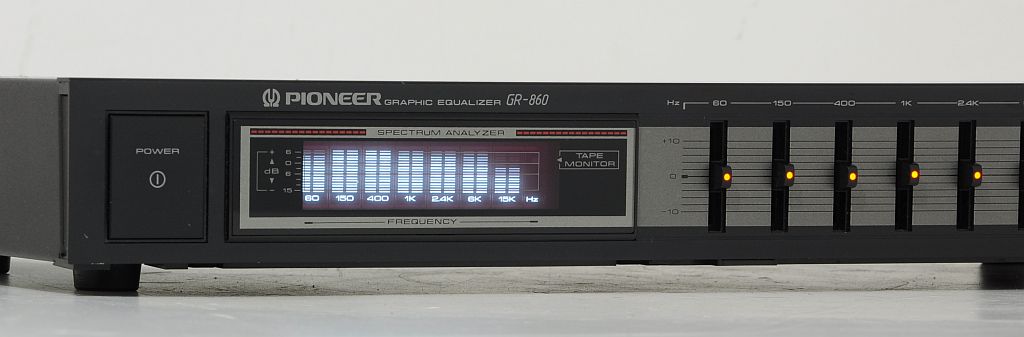 PIONEER GRAPHIC EQUALIZER GR-860
POWER
SPECTRUM ANALYZER
+ 6
0
dB
6
- 15
60 150 400 1K 2.4K 6K 15K Hz
TAPE
MONITOR
FREQUENCY
Hz 60 150 400 1K 2.4K
+10
0
-10